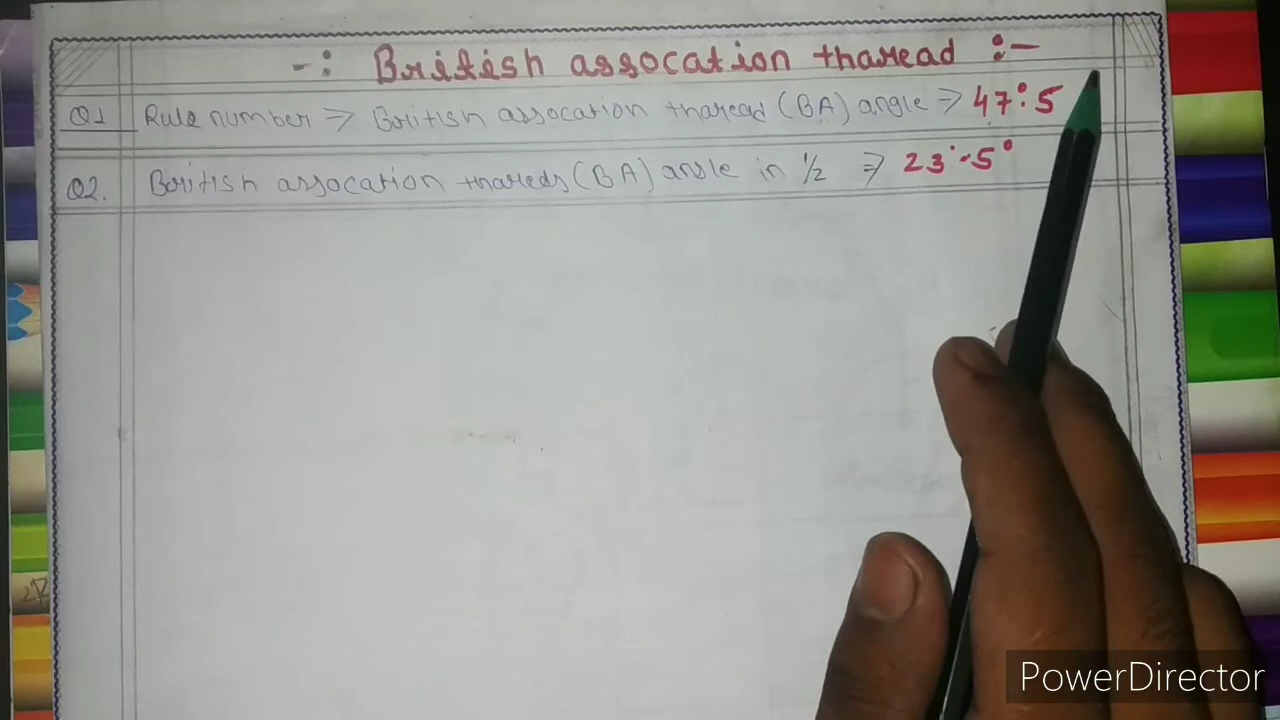 -: British assocation tharead :-
Q1 Rule number ⇒ British assocation tharead (BA) angle ⇒ 47°.5
Q2. British assocation thareds (BA) angle in 1/2 ⇒ 23°.5°
PowerDirector